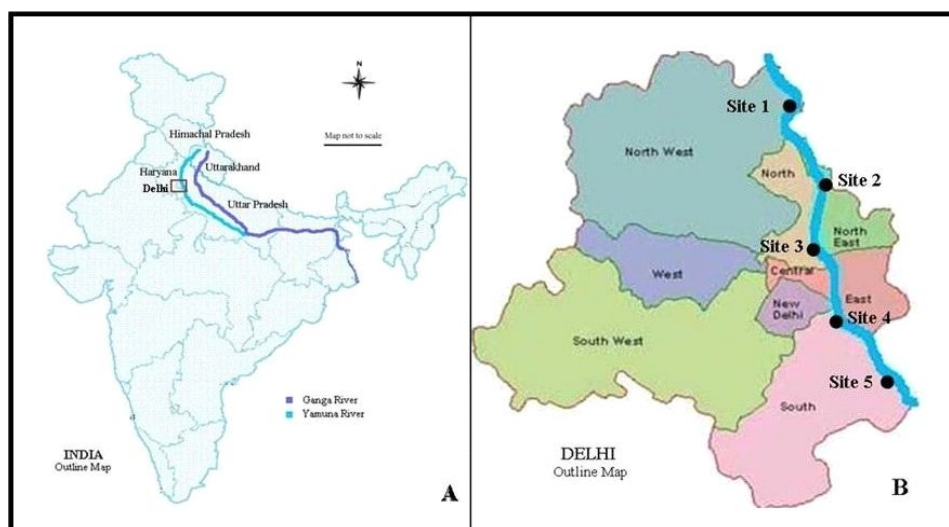 Himachal Pradesh
Map not to scale
Uttarakhand
Haryana
Delhi
Uttar Pradesh
Ganga River
Yamuna River
INDIA
Outline Map
A
Site 1
North West
North
Site 2
North
East
Site 3
West
Central
New
Delhi
East
Site 4
South West
Site 5
South
DELHI
Outline Map
B